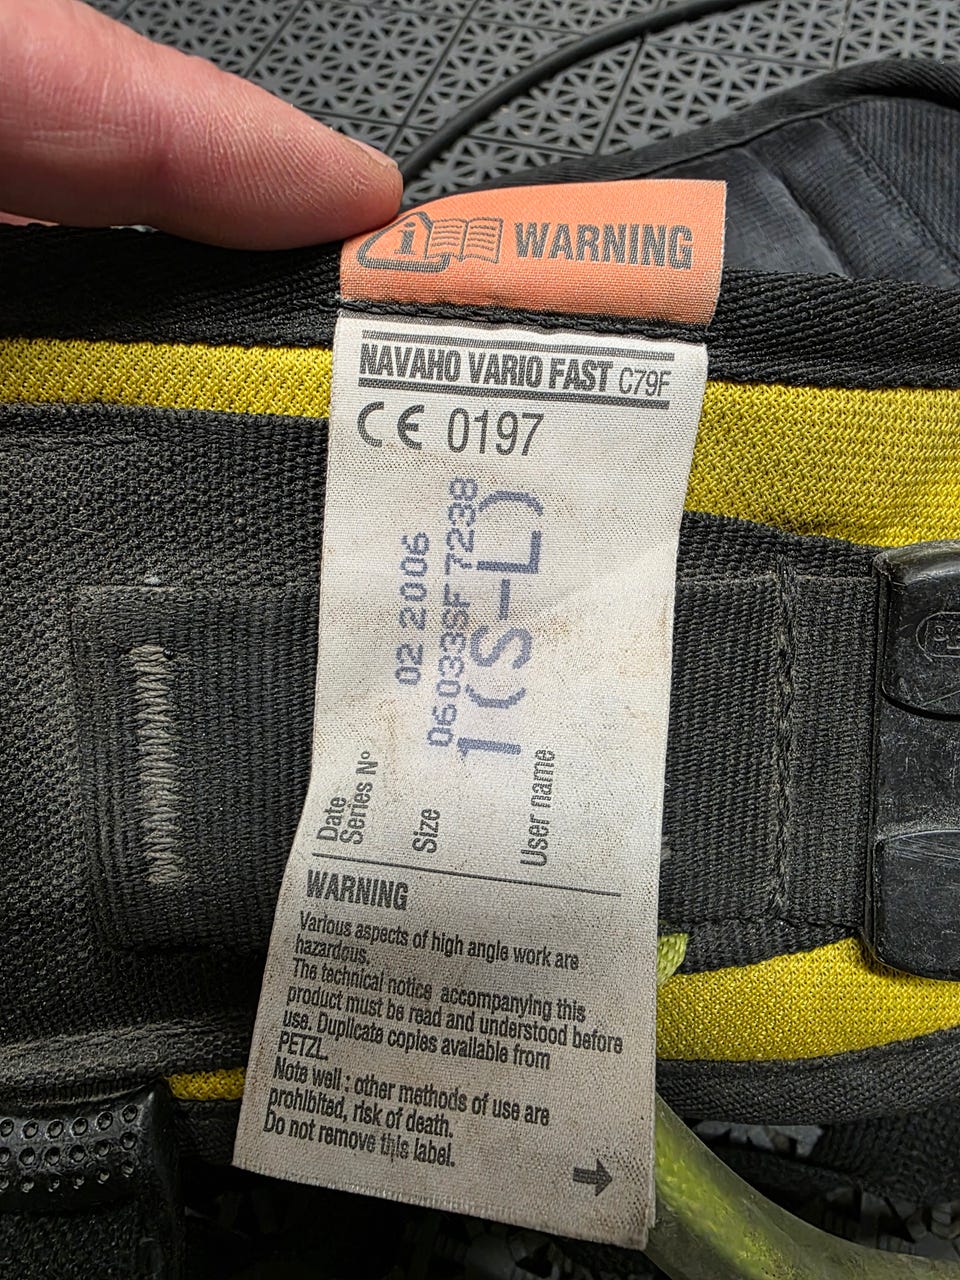 WARNING
NAVAHO VARIO FAST C79F
CE 0197
Date 02 2006
Series N° 06033SF 7238
Size 1 (S-L)
User name
WARNING
Various aspects of high angle work are
hazardous.
The technical notice accompanying this
product must be read and understood before
use. Duplicate copies available from
PETZL.
Note well : other methods of use are
prohibited, risk of death.
Do not remove this label.